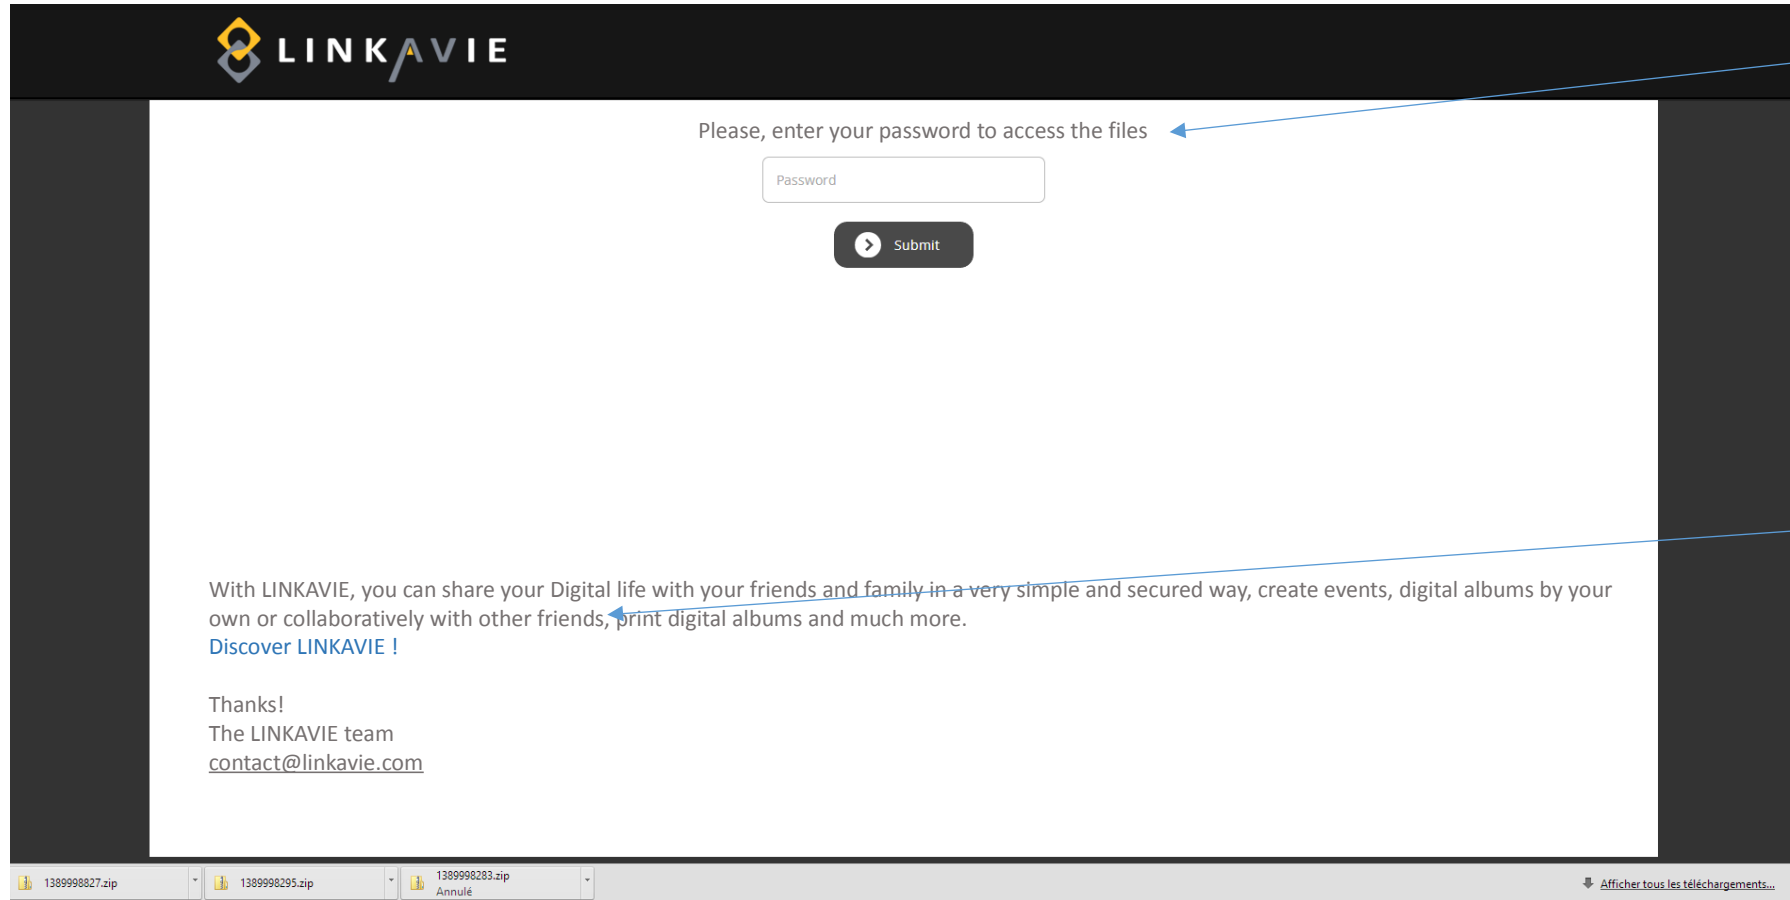 LINKAVIE
Please, enter your password to access the files
Password
Submit
With LINKAVIE, you can share your Digital life with your friends and family in a very simple and secured way, create events, digital albums by your
own or collaboratively with other friends, print digital albums and much more.
Discover LINKAVIE !
Thanks!
The LINKAVIE team
contact@linkavie.com
1389998827.zip
1389998295.zip
1389998283.zip
Annulé
Afficher tous les téléchargements...